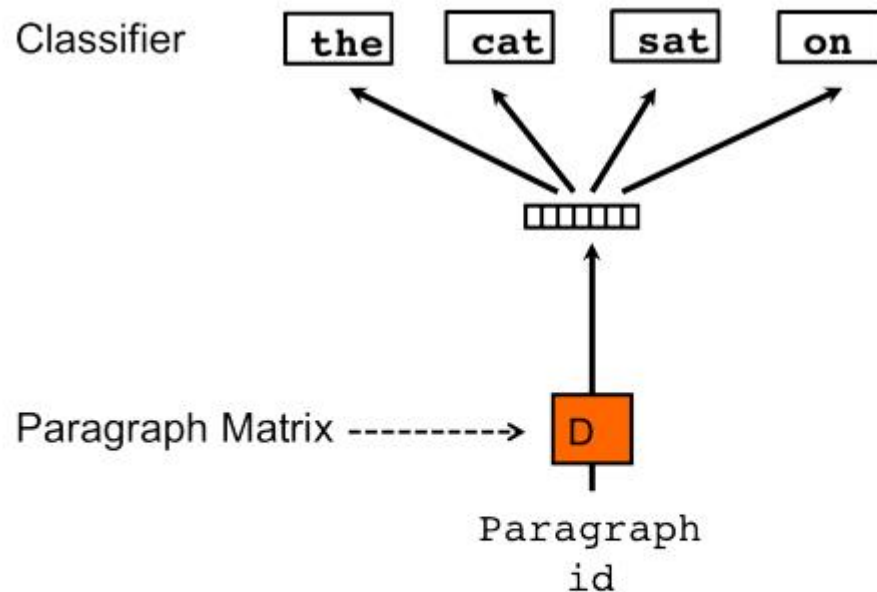 Classifier
the cat sat on
Paragraph Matrix
D
Paragraph
id